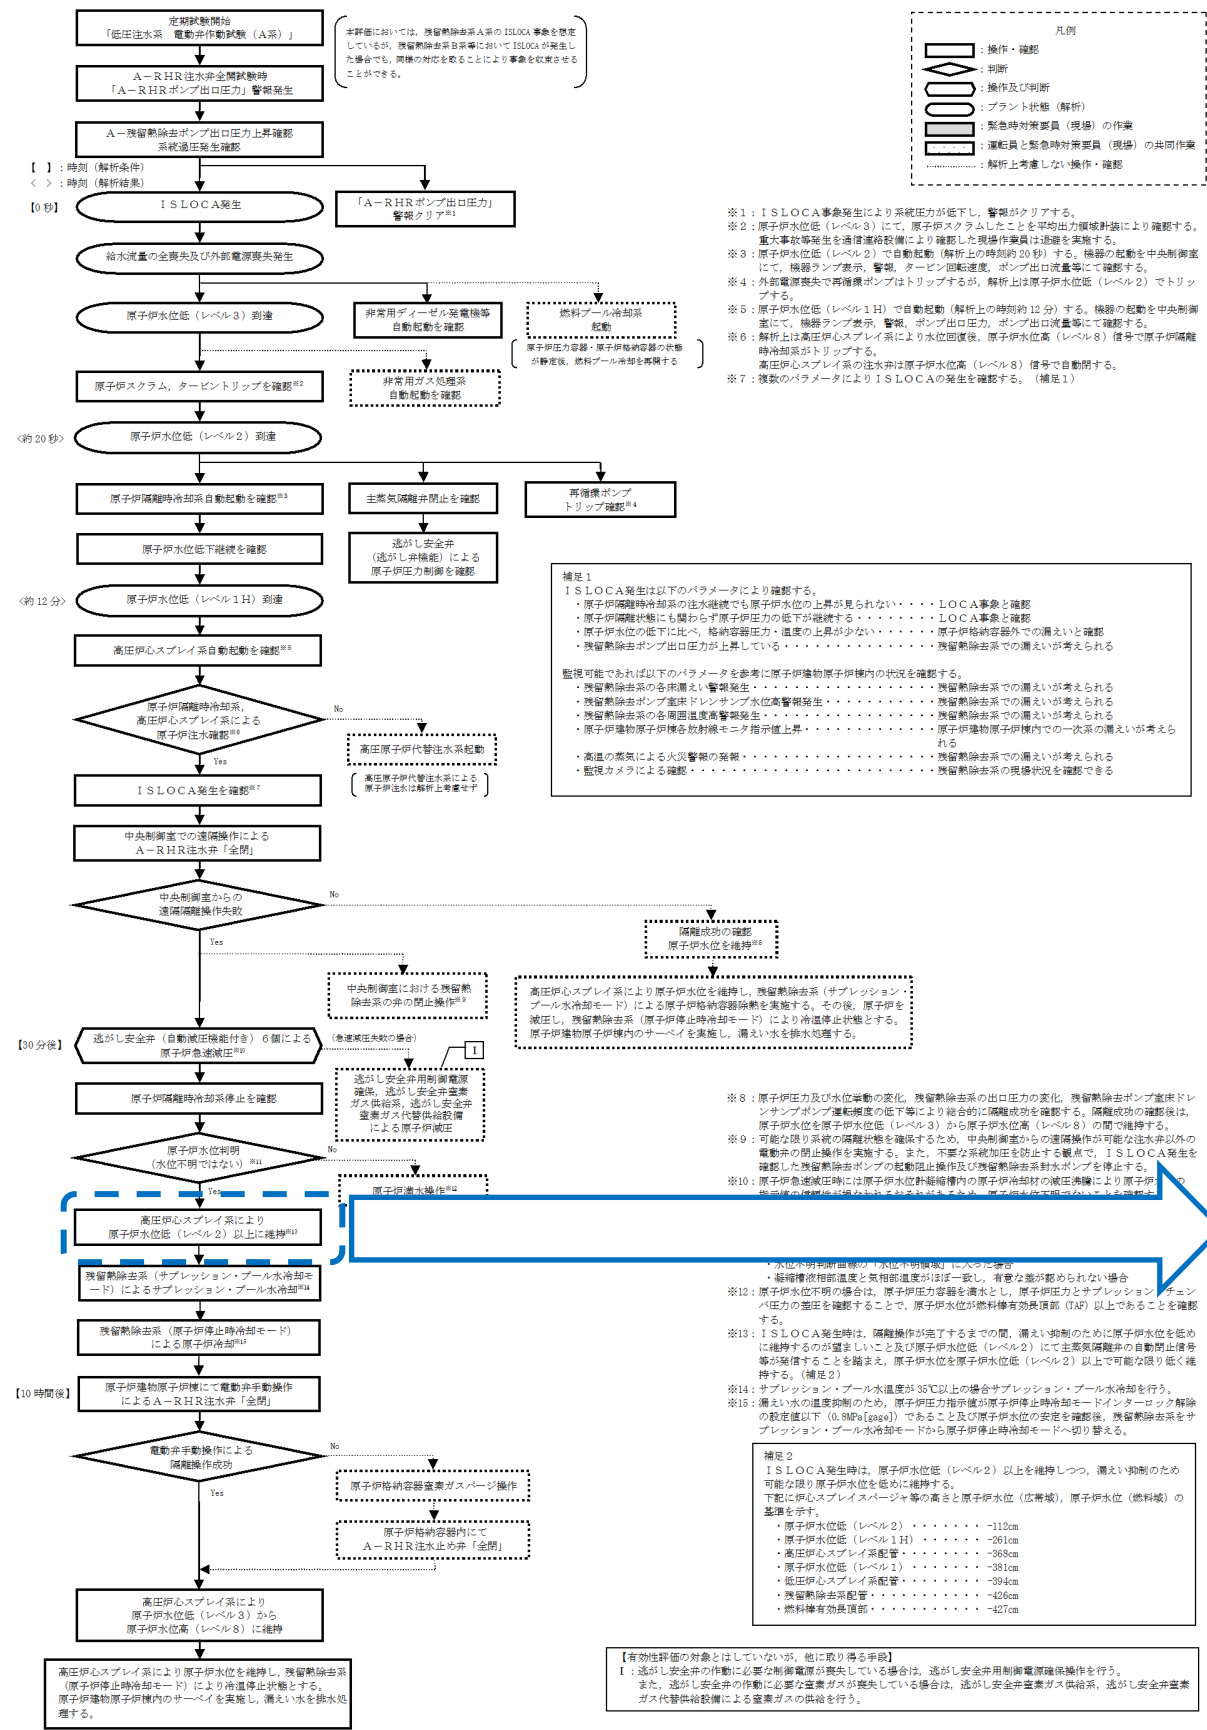 定期試験開始
「低圧注水系　電動弁作動試験（A系）」
本評価においては，残留熱除去系A系の ISLOCA 事象を想定
しているが，残留熱除去系B系等において ISLOCA が発生し
た場合でも，同様の対応を取ることにより事象を収束させる
ことができる。
凡例
：操作・確認
：判断
：操作及び判断
：プラント状態（解析）
：緊急時対策要員（現場）の作業
：運転員と緊急時対策要員（現場）の共同作業
：解析上考慮しない操作・確認
A－RHR注水弁全開試験時
「A－RHRポンプ出口圧力」警報発生
A－残留熱除去ポンプ出口圧力上昇確認
系統過圧発生確認
【　】：時刻（解析条件）
＜　＞：時刻（解析結果）
【0 秒】
ISLOCA発生
「A－RHRポンプ出口圧力」
警報クリア※1
給水流量の全喪失及び外部電源喪失発生
原子炉水位低（レベル3）到達
非常用ディーゼル発電機等
自動起動を確認
燃料プール冷却系
起動
原子炉圧力容器・原子炉格納容器の状態
が静定後，燃料プール冷却を再開する
原子炉スクラム，タービントリップを確認※2
非常用ガス処理系
自動起動を確認
※1：ISLOCA事象発生により系統圧力が低下し，警報がクリアする。
※2：原子炉水位低（レベル3）にて，原子炉スクラムしたことを平均出力領域計装により確認する。
重大事故等発生を通信連絡設備により確認した現場作業員は退避を実施する。
※3：原子炉水位低（レベル2）で自動起動（解析上の時刻約 20 秒）する。機器の起動を中央制御室
にて，機器ランプ表示，警報，タービン回転速度，ポンプ出口流量等にて確認する。
※4：外部電源喪失で再循環ポンプはトリップするが，解析上は原子炉水位低（レベル2）でトリッ
プする。
※5：原子炉水位低（レベル1H）で自動起動（解析上の時刻約 12 分）する。機器の起動を中央制御
室にて，機器ランプ表示，警報，ポンプ出口圧力，ポンプ出口流量等にて確認する。
※6：解析上は高圧炉心スプレイ系により水位回復後，原子炉水位高（レベル8）信号で原子炉隔離
時冷却系がトリップする。
高圧炉心スプレイ系の注水弁は原子炉水位高（レベル8）信号で自動閉する。
※7：複数のパラメータによりISLOCAの発生を確認する。（補足1）
＜約 20 秒＞
原子炉水位低（レベル2）到達
原子炉隔離時冷却系自動起動を確認※3
主蒸気隔離弁閉止を確認
再循環ポンプ
トリップ確認※4
原子炉水位低下継続を確認
逃がし安全弁
（逃がし弁機能）による
原子炉圧力制御を確認
＜約 12 分＞
原子炉水位低（レベル1H）到達
高圧炉心スプレイ系自動起動を確認※5
原子炉隔離時冷却系，
高圧炉心スプレイ系による
原子炉注水確認※6
No
Yes
高圧原子炉代替注水系起動
高圧原子炉代替注水系による
原子炉注水は解析上考慮せず
補足1
ISLOCA発生は以下のパラメータにより確認する。
・原子炉隔離時冷却系の注水継続でも原子炉水位の上昇が見られない・・・・LOCA事象と確認
・原子炉隔離状態にも関わらず原子炉圧力の低下が継続する・・・・・・・・LOCA事象と確認
・原子炉水位の低下に比べ，格納容器圧力・温度の上昇が少ない・・・・・・原子炉格納容器外での漏えいと確認
・残留熱除去ポンプ出口圧力が上昇している・・・・・・・・・・・・・・・残留熱除去系での漏えいが考えられる
監視可能であれば以下のパラメータを参考に原子炉建物原子炉棟内の状況を確認する。
・残留熱除去系の各床漏えい警報発生・・・・・・・・・・・・・・・・・・残留熱除去系での漏えいが考えられる
・残留熱除去ポンプ室床ドレンサンプ水位高警報発生・・・・・・・・・・・残留熱除去系での漏えいが考えられる
・残留熱除去系の各周囲温度高警報発生・・・・・・・・・・・・・・・・・残留熱除去系での漏えいが考えられる
・原子炉建物原子炉棟各放射線モニタ指示値上昇・・・・・・・・・・・・・原子炉建物原子炉棟内での一次系の漏えいが考えら
れる
・高温の蒸気による火災警報の発報・・・・・・・・・・・・・・・・・・・残留熱除去系での漏えいが考えられる
・監視カメラによる確認・・・・・・・・・・・・・・・・・・・・・・・・残留熱除去系の現場状況を確認できる
ISLOCA発生を確認※7
中央制御室での遠隔操作による
A－RHR注水弁「全閉」
中央制御室からの
遠隔隔離操作失敗
No
Yes
隔離成功の確認
原子炉水位を維持※8
中央制御室における残留熱
除去系の弁の閉止操作※9
高圧炉心スプレイ系により原子炉水位を維持し，残留熱除去系（サプレッション・
プール水冷却モード）による原子炉格納容器除熱を実施する。その後，原子炉を
減圧し，残留熱除去系（原子炉停止時冷却モード）により冷温停止状態とする。
原子炉建物原子炉棟内のサーベイを実施し，漏えい水を排水処理する。
【30 分後】
逃がし安全弁（自動減圧機能付き）6個による
原子炉急速減圧※10
（急速減圧失敗の場合）
I
逃がし安全弁用制御電源
確保，逃がし安全弁窒素
ガス供給系，逃がし安全弁
窒素ガス代替供給設備
による原子炉減圧
原子炉隔離時冷却系停止を確認
原子炉水位判明
（水位不明ではない）※11
No
Yes
原子炉満水操作※12
※8：原子炉圧力及び水位挙動の変化，残留熱除去系の出口圧力の変化，残留熱除去ポンプ室床ドレ
ンサンプポンプ運転頻度の低下等により総合的に隔離成功を確認する。隔離成功の確認後は，
原子炉水位を原子炉水位低（レベル3）から原子炉水位高（レベル8）の間で維持する。
※9：可能な限り系統の隔離状態を確保するため，中央制御室からの遠隔操作が可能な注水弁以外の
電動弁の閉止操作を実施する。また，不要な系統加圧を防止する観点で，ISLOCA発生を
確認した残留熱除去ポンプの起動阻止操作及び残留熱除去系封水ポンプを停止する。
※10：原子炉急速減圧時には原子炉水位計凝縮槽内の原子炉冷却材の減圧沸騰により原子炉水位の
高圧炉心スプレイ系により
原子炉水位低（レベル2）以上に維持※13
残留熱除去系（サプレッション・プール水冷却モ
ード）によるサプレッション・プール水冷却※14
残留熱除去系（原子炉停止時冷却モード）
による原子炉冷却※15
・水位不明判断曲線の「水位不明領域」に入った場合
・凝縮槽液相部温度と気相部温度がほぼ一致し，有意な差が認められない場合
※12：原子炉水位不明の場合は，原子炉圧力容器を満水とし，原子炉圧力とサプレッション・チェン
バ圧力の差圧を確認することで，原子炉水位が燃料棒有効長頂部（TAF）以上であることを確認
する。
※13：ISLOCA発生時は，隔離操作が完了するまでの間，漏えい抑制のために原子炉水位を低め
に維持するのが望ましいこと及び原子炉水位低（レベル2）にて主蒸気隔離弁の自動閉止信号
等が発信することを踏まえ，原子炉水位を原子炉水位低（レベル2）以上で可能な限り低く維
持する。（補足2）
※14：サプレッション・プール水温度が 35℃以上の場合サプレッション・プール水冷却を行う。
※15：漏えい水の温度抑制のため，原子炉圧力指示値が原子炉停止時冷却モードインターロック解除
の設定値以下（0.8MPa[gage]）であること及び原子炉水位の安定を確認後，残留熱除去系をサ
プレッション・プール水冷却モードから原子炉停止時冷却モードへ切り替える。
【10 時間後】
原子炉建物原子炉棟にて電動弁手動操作
によるA－RHR注水弁「全閉」
電動弁手動操作による
隔離操作成功
No
Yes
原子炉格納容器窒素ガスパージ操作
原子炉格納容器内にて
A－RHR注水止め弁「全閉」
補足2
ISLOCA発生時は，原子炉水位低（レベル2）以上を維持しつつ，漏えい抑制のため
可能な限り原子炉水位を低めに維持する。
下記に炉心スプレイスパージャ等の高さと原子炉水位（広帯域），原子炉水位（燃料域）の
基準を示す。
・原子炉水位低（レベル2）・・・・・・・ -112cm
・原子炉水位低（レベル1H）・・・・・・ -261cm
・高圧炉心スプレイ系配管・・・・・・・・ -368cm
・原子炉水位低（レベル1）・・・・・・・ -381cm
・低圧炉心スプレイ系配管・・・・・・・・ -394cm
・残留熱除去系配管・・・・・・・・・・・ -426cm
・燃料棒有効長頂部・・・・・・・・・・・ -427cm
高圧炉心スプレイ系により
原子炉水位低（レベル3）から
原子炉水位高（レベル8）に維持
高圧炉心スプレイ系により原子炉水位を維持し，残留熱除去系
（原子炉停止時冷却モード）により冷温停止状態とする。
原子炉建物原子炉棟内のサーベイを実施し，漏えい水を排水処
理する。
【有効性評価の対象とはしていないが，他に取り得る手段】
I：逃がし安全弁の作動に必要な制御電源が喪失している場合は，逃がし安全弁用制御電源確保操作を行う。
また，逃がし安全弁の作動に必要な窒素ガスが喪失している場合は，逃がし安全弁窒素ガス供給系，逃がし安全弁窒素
ガス代替供給設備による窒素ガスの供給を行う。